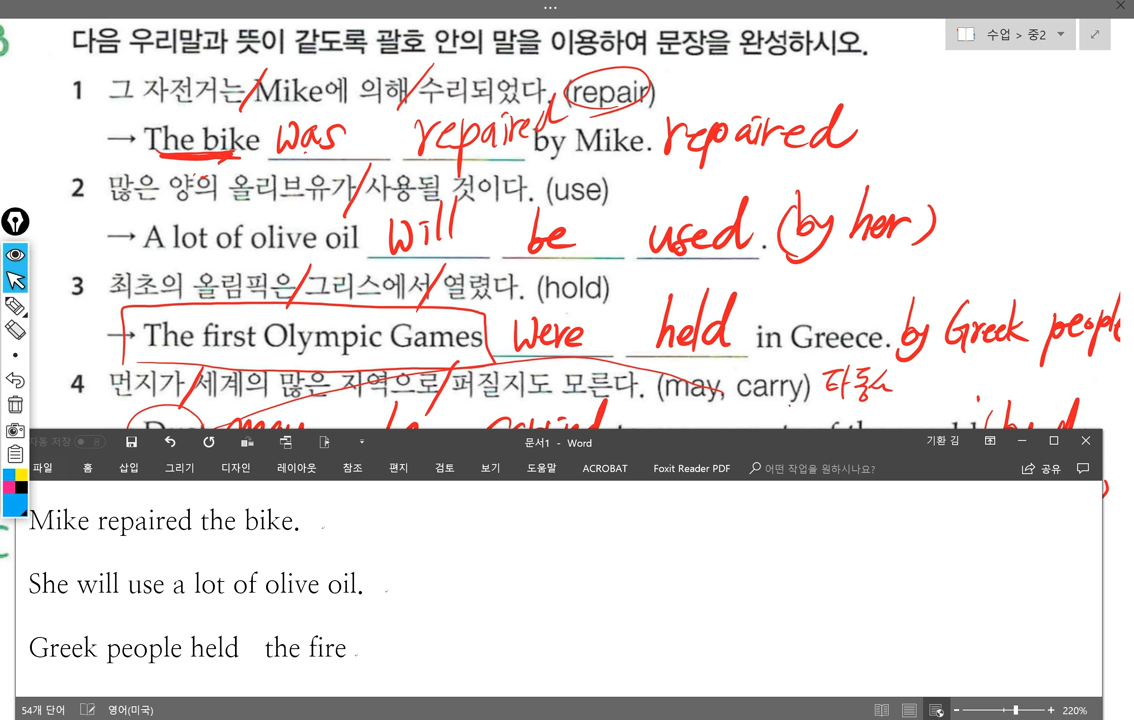 수업 > 중2
B
다음 우리말과 뜻이 같도록 괄호 안의 말을 이용하여 문장을 완성하시오.
1 그 자전거는/Mike에 의해/수리되었다. (repair)
→ The bike was repaired by Mike. repaired
2 많은 양의 올리브유가/사용될 것이다. (use)
→ A lot of olive oil will be used. (by her)
3 최초의 올림픽은/그리스에서/열렸다. (hold)
→ The first Olympic Games were held in Greece. by Greek people
4 먼지가/세계의 많은 지역으로/퍼질지도 모른다. (may, carry) 타동사
자동 저장 문서1 - Word 기환 김
파일 홈 삽입 그리기 디자인 레이아웃 참조 편지 검토 보기 도움말 ACROBAT Foxit Reader PDF 어떤 작업을 원하시나요? 공유
Mike repaired the bike.
She will use a lot of olive oil.
Greek people held the fire
54개 단어 영어(미국) 220%